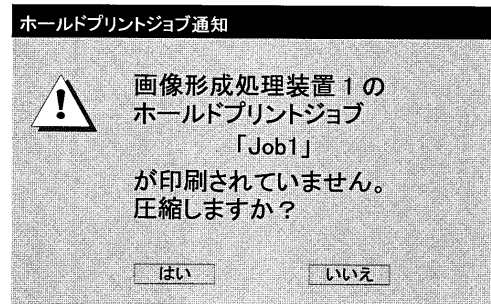 ホールドプリントジョブ通知
画像形成処理装置1の
ホールドプリントジョブ
「Job1」
が印刷されていません。
圧縮しますか？
はい
いいえ